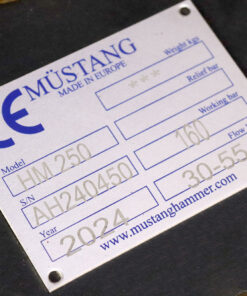 CE MÜSTANG
MADE IN EUROPE
Weight kgs
***
Relief bar
Model HM 250
Working bar
160
S/N AH240450
Flow
30-55
Year 2024
www.mustanghammer.com